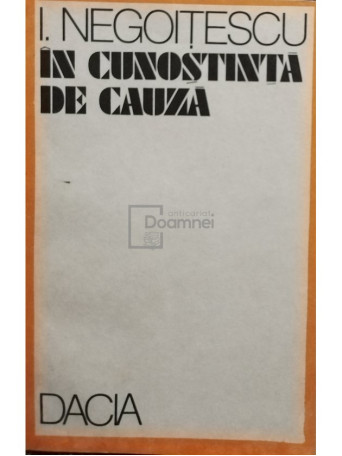 I. NEGOIȚESCU
ÎN CUNOȘTINȚĂ
DE CAUZĂ
anticariat
Doamnei
DACIA